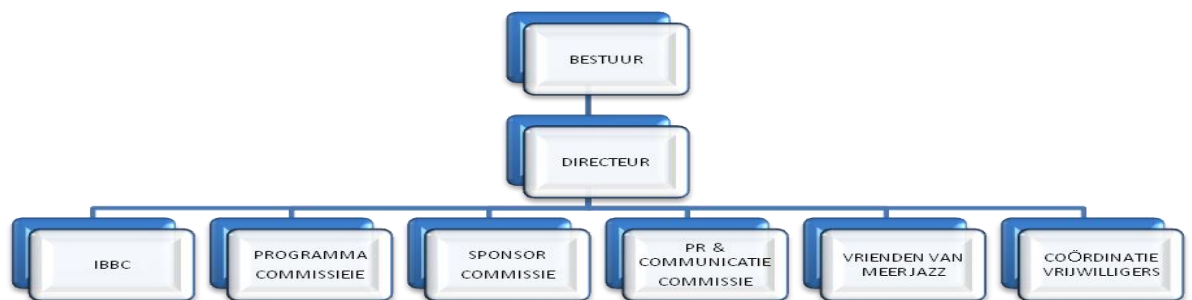 BESTUUR
DIRECTEUR
IBBC
PROGRAMMA
COMMISSIEIE
SPONSOR
COMMISSIE
PR &
COMMUNICATIE
COMMISSIE
VRIENDEN VAN
MEERJAZZ
COÖRDINATIE
VRIJWILLIGERS